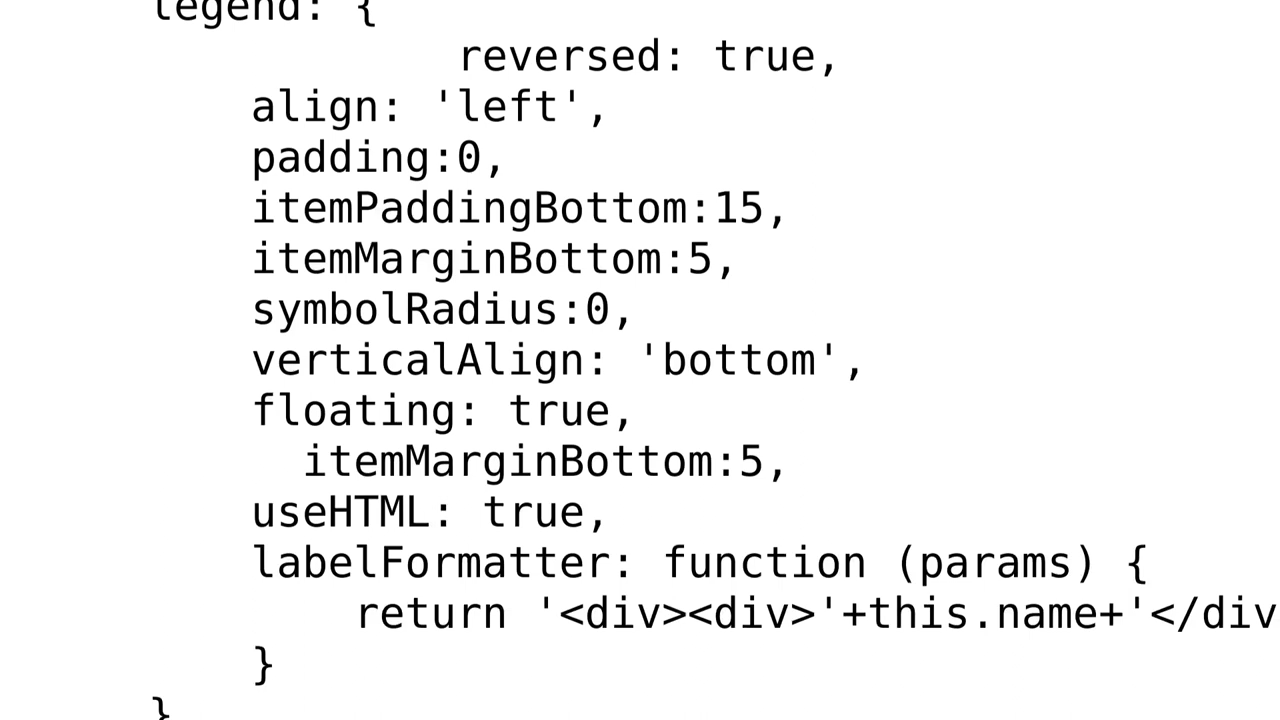 legend: {
reversed: true,
align: 'left',
padding:0,
itemPaddingBottom:15,
itemMarginBottom:5,
symbolRadius:0,
verticalAlign: 'bottom',
floating: true,
itemMarginBottom:5,
useHTML: true,
labelFormatter: function (params) {
return '<div><div>'+this.name+'</div
}
}